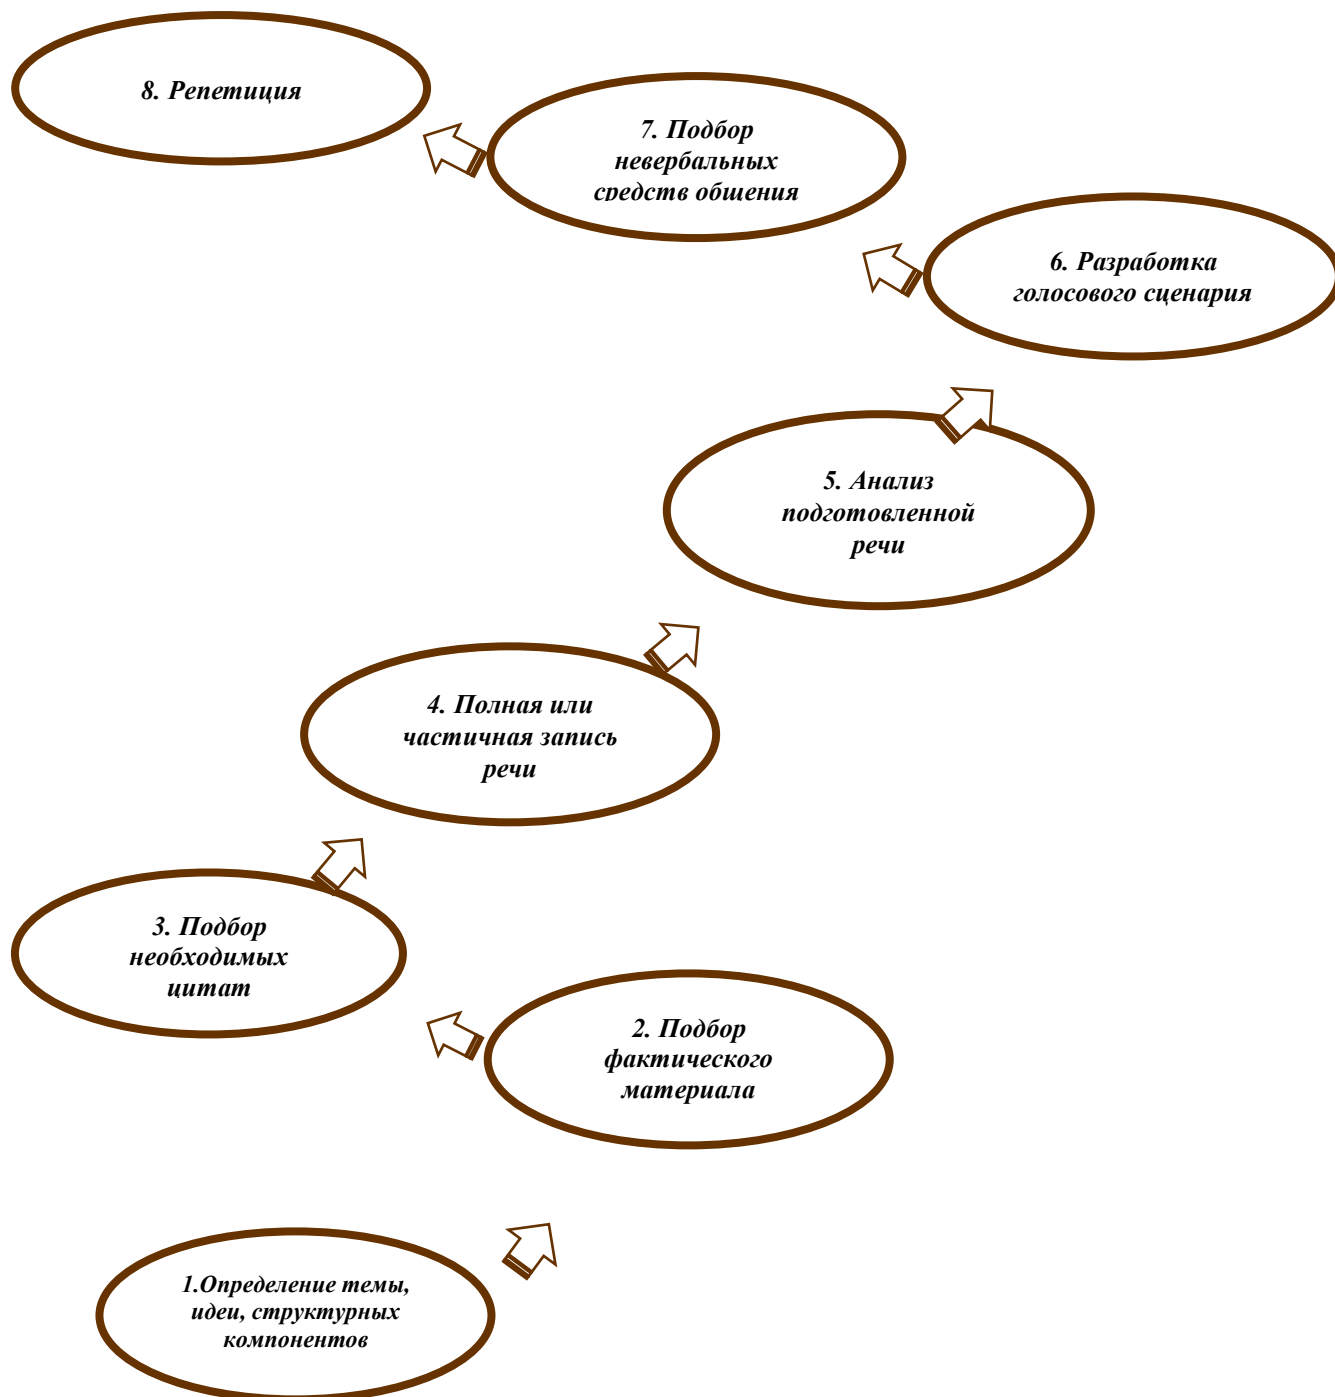 8. Репетиция
7. Подбор
невербальных
средств общения
6. Разработка
голосового сценария
5. Анализ
подготовленной
речи
4. Полная или
частичная запись
речи
3. Подбор
необходимых
цитат
2. Подбор
фактического
материала
1.Определение темы,
идеи, структурных
компонентов